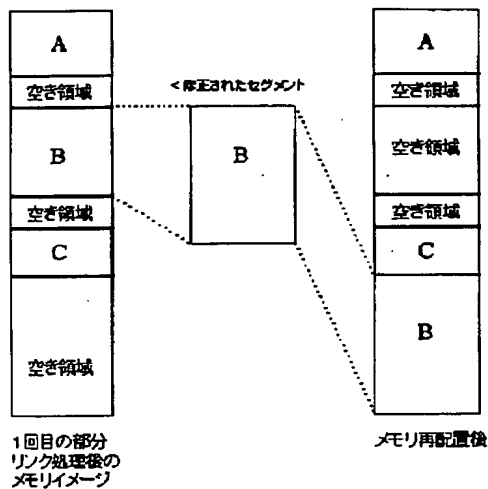 A
空き領域
B
空き領域
C
空き領域
1回目の部分
リンク処理後の
メモリイメージ
<修正されたセグメント
B
A
空き領域
空き領域
空き領域
C
B
メモリ再配置後